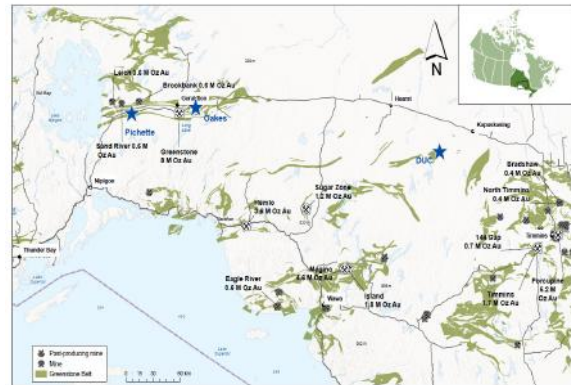 Leich 0.6 M Oz Au
Brookbank 0.6 M Oz Au
Geraldton
Oakes
Pichette
Sand River 0.5 M
Oz Au
Greenstone
8 M Oz Au
Nipigon
Thunder Bay
Hearst
Kapuskasing
DUC
N
Bradshaw
0.4 M Oz Au
North Timmins
0.4 M Oz Au
Timmins
144 Gap
0.7 M Oz Au
Porcupine
5.2 M
Oz Au
Timmins
1.7 M Oz Au
Sugar Zone
1.2 M Oz Au
Hemlo
Magino
Island
1.8 M Oz Au
Eagle River
0.6 M Oz Au
Wawa
Past-producing mine
Mine
Greenstone Belt